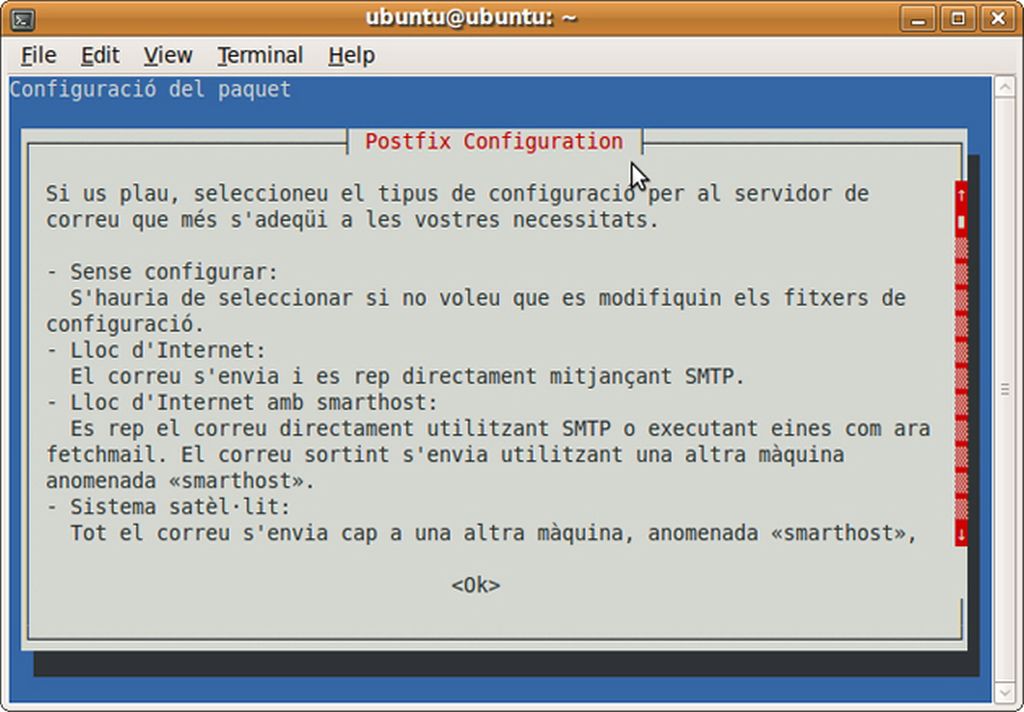 ubuntu@ubuntu: ~
File Edit View Terminal Help
Configuració del paquet
Postfix Configuration
Si us plau, seleccioneu el tipus de configuració per al servidor de
correu que més s'adeqüi a les vostres necessitats.
- Sense configurar:
S'hauria de seleccionar si no voleu que es modifiquin els fitxers de
configuració.
- Lloc d'Internet:
El correu s'envia i es rep directament mitjançant SMTP.
- Lloc d'Internet amb smarthost:
Es rep el correu directament utilitzant SMTP o executant eines com ara
fetchmail. El correu sortint s'envia utilitzant una altra màquina
anomenada «smarthost».
- Sistema satèl·lit:
Tot el correu s'envia cap a una altra màquina, anomenada «smarthost»,
<Ok>